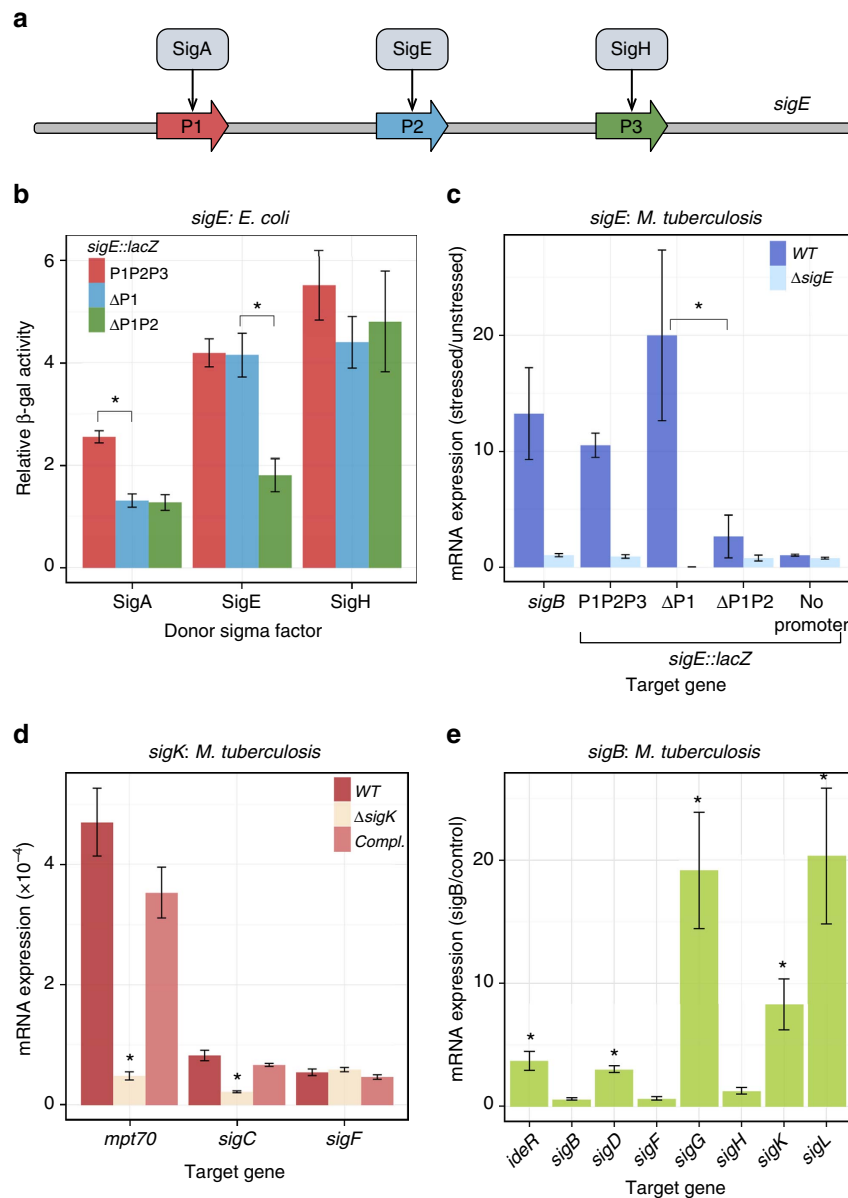 a
SigA
SigE
SigH
P1
P2
P3
sigE
b
sigE: E. coli
sigE::lacZ
P1P2P3
ΔP1
ΔP1P2
*
*
Relative β-gal activity
6
4
2
0
SigA
SigE
SigH
Donor sigma factor
c
sigE: M. tuberculosis
WT
ΔsigE
*
mRNA expression (stressed/unstressed)
20
10
0
sigB
P1P2P3
ΔP1
ΔP1P2
No promoter
sigE::lacZ
Target gene
d
sigK: M. tuberculosis
WT
ΔsigK
Compl.
mRNA expression (×10⁻⁴)
4
2
0
*
*
mpt70
sigC
sigF
Target gene
e
sigB: M. tuberculosis
mRNA expression (sigB/control)
20
10
0
*
*
*
*
*
ideR
sigB
sigD
sigF
sigG
sigH
sigK
sigL
Target gene